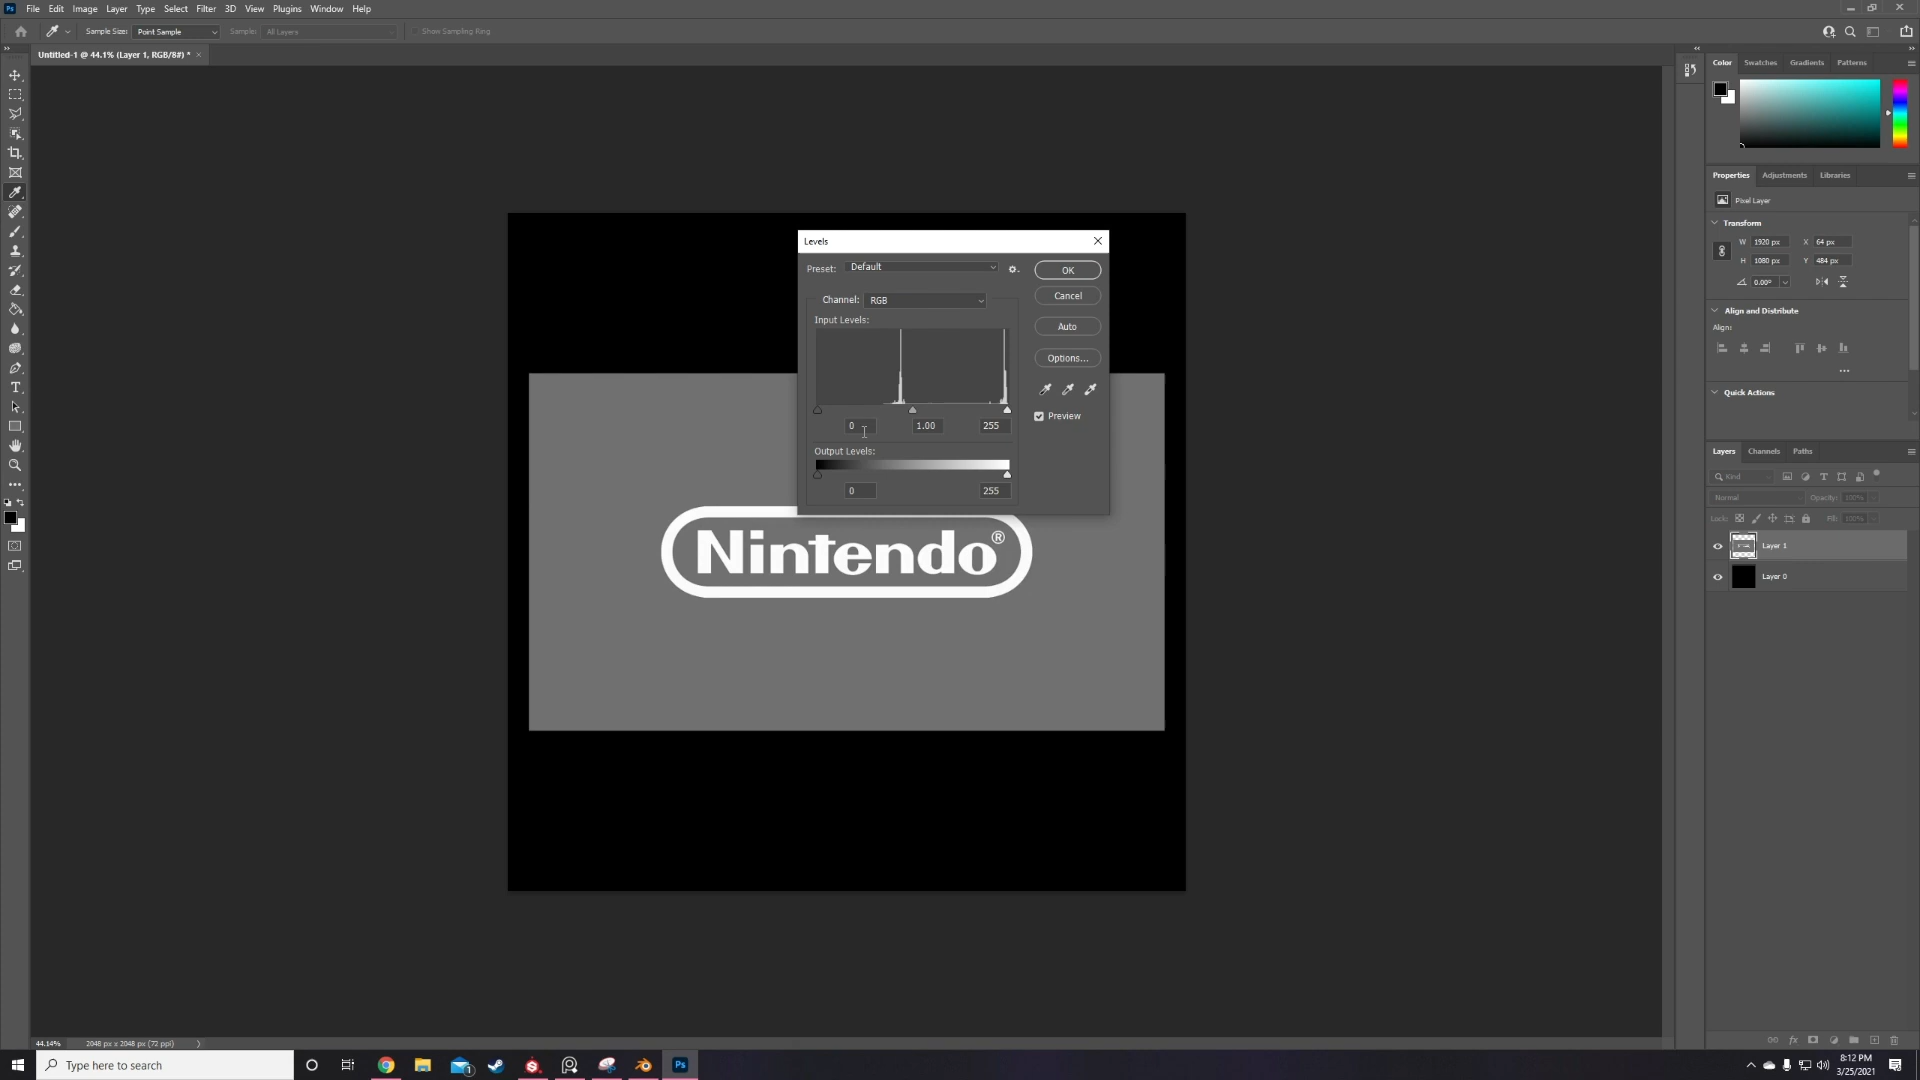 Ps File Edit Image Layer Type Select Filter 3D View Plugins Window Help
Sample Size: Point Sample Sample: All Layers Show Sampling Ring
Untitled-1 @ 44.1% (Layer 1, RGB/8#) *
Color Swatches Gradients Patterns
Properties Adjustments Libraries
Pixel Layer
Transform
W 1920 px X 64 px
H 1080 px Y 484 px
0.00°
Align and Distribute
Align:
Quick Actions
Layers Channels Paths
Kind
Normal Opacity: 100%
Lock: Fill: 100%
Layer 1
Layer 0
Levels
Preset: Default
OK
Channel: RGB
Cancel
Input Levels:
Auto
Options...
Preview
0 1.00 255
Output Levels:
0 255
Nintendo®
44.14% 2048 px x 2048 px (72 ppi)
Type here to search
1
Ps
8:12 PM
3/25/2021